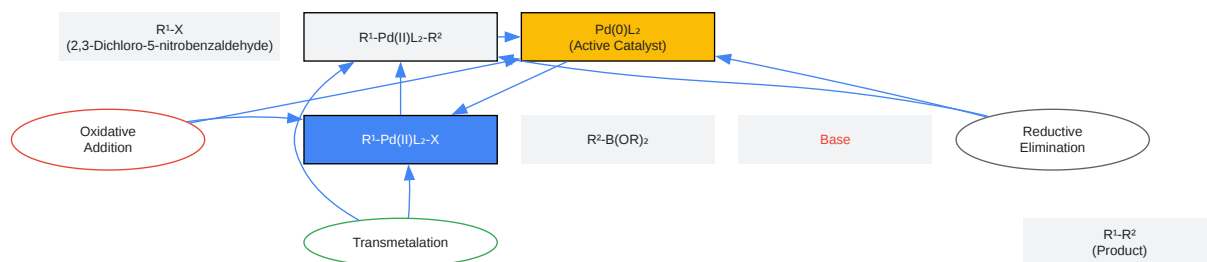 R¹-X
(2,3-Dichloro-5-nitrobenzaldehyde)
R¹-Pd(II)L₂-R²
Pd(0)L₂
(Active Catalyst)
Oxidative
Addition
R¹-Pd(II)L₂-X
R²-B(OR)₂
Base
Reductive
Elimination
Transmetalation
R¹-R²
(Product)